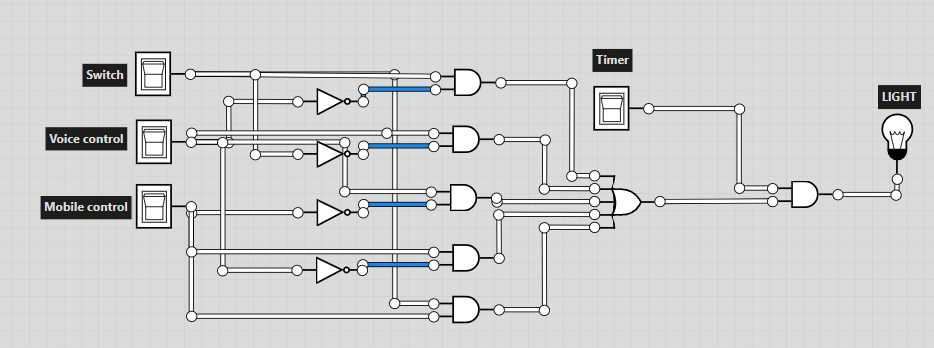 Switch
Timer
LIGHT
Voice control
Mobile control